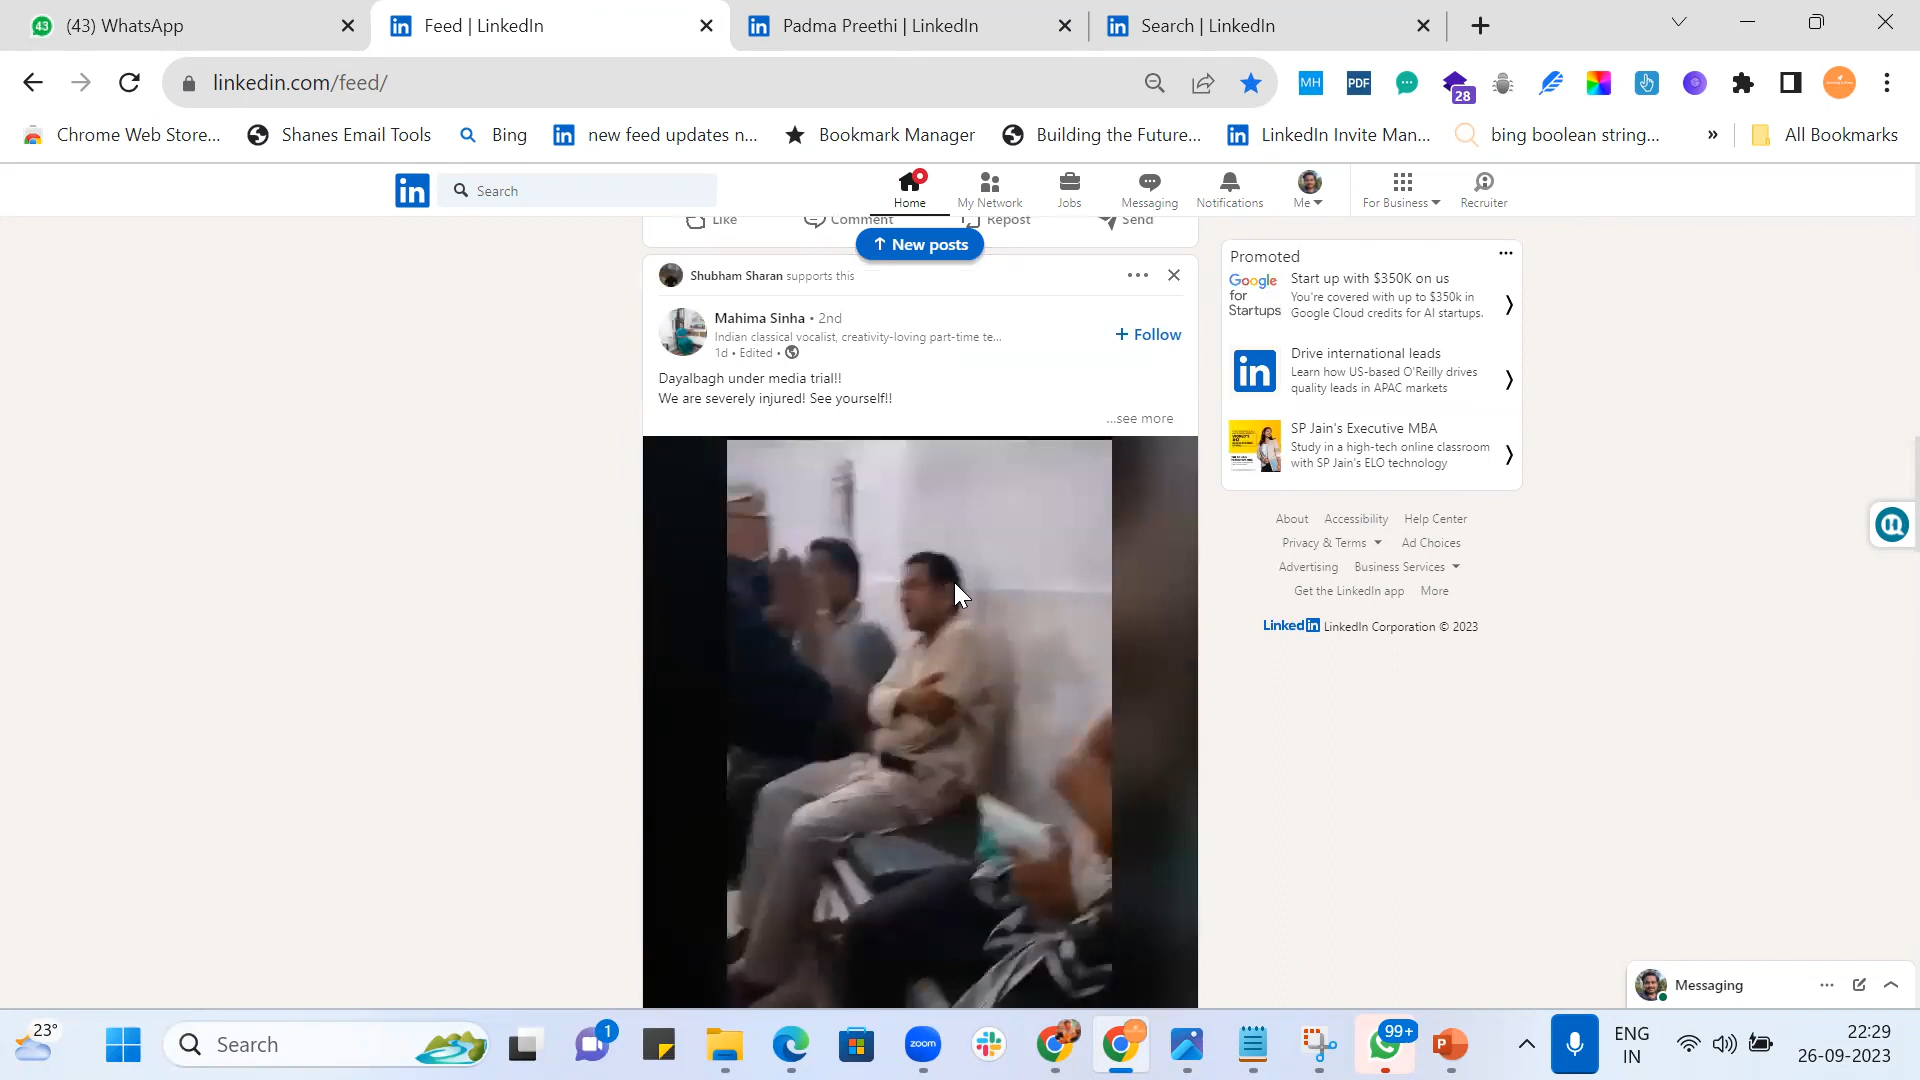 (43) WhatsApp
Feed | LinkedIn
Padma Preethi | LinkedIn
Search | LinkedIn
linkedin.com/feed/
MH
PDF
28
Chrome Web Store...
Shanes Email Tools
Bing
new feed updates n...
Bookmark Manager
Building the Future...
LinkedIn Invite Man...
bing boolean string...
»
All Bookmarks
in
Search
Home
My Network
Jobs
Messaging
Notifications
Me
For Business
Recruiter
Like
Comment
Repost
Send
↑ New posts
Shubham Sharan supports this
Mahima Sinha • 2nd
Indian classical vocalist, creativity-loving part-time te...
1d • Edited •
+ Follow
Dayalbagh under media trial!!
We are severely injured! See yourself!!
...see more
Promoted
Google for Startups
Start up with $350K on us
You're covered with up to $350k in
Google Cloud credits for AI startups.
in
Drive international leads
Learn how US-based O'Reilly drives
quality leads in APAC markets
SP Jain's Executive MBA
Study in a high-tech online classroom
with SP Jain's ELO technology
About Accessibility Help Center
Privacy & Terms Ad Choices
Advertising Business Services
Get the LinkedIn app More
LinkedIn LinkedIn Corporation © 2023
Messaging
23°
Search
1
zoom
99+
P
ENG
IN
22:29
26-09-2023